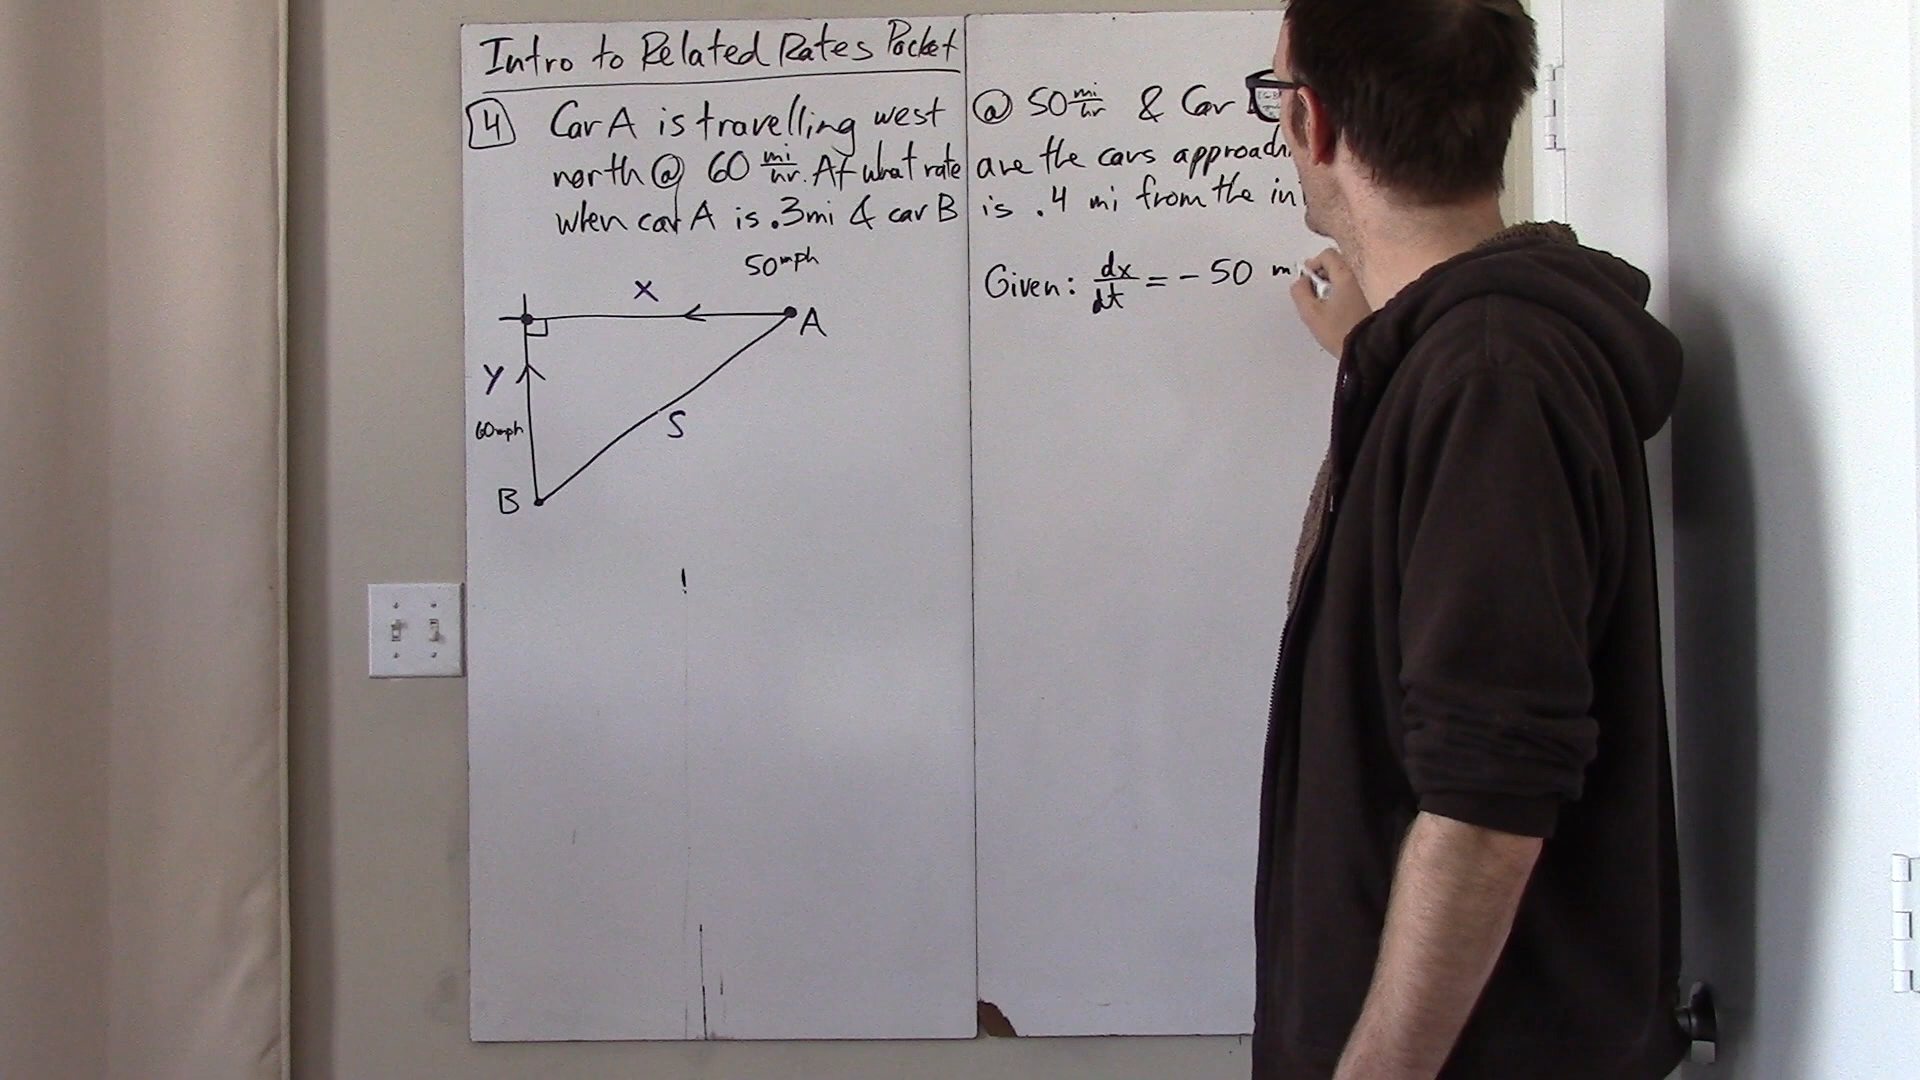 Intro to Related Rates Packet
4 Car A is travelling west @ 50 mi/hr & Car
north @ 60 mi/hr. At what rate are the cars
when car A is .3mi & car B is .4 mi from the
Given: dx/dt = - 50
50mph
X
A
Y
60mph
S
B
!